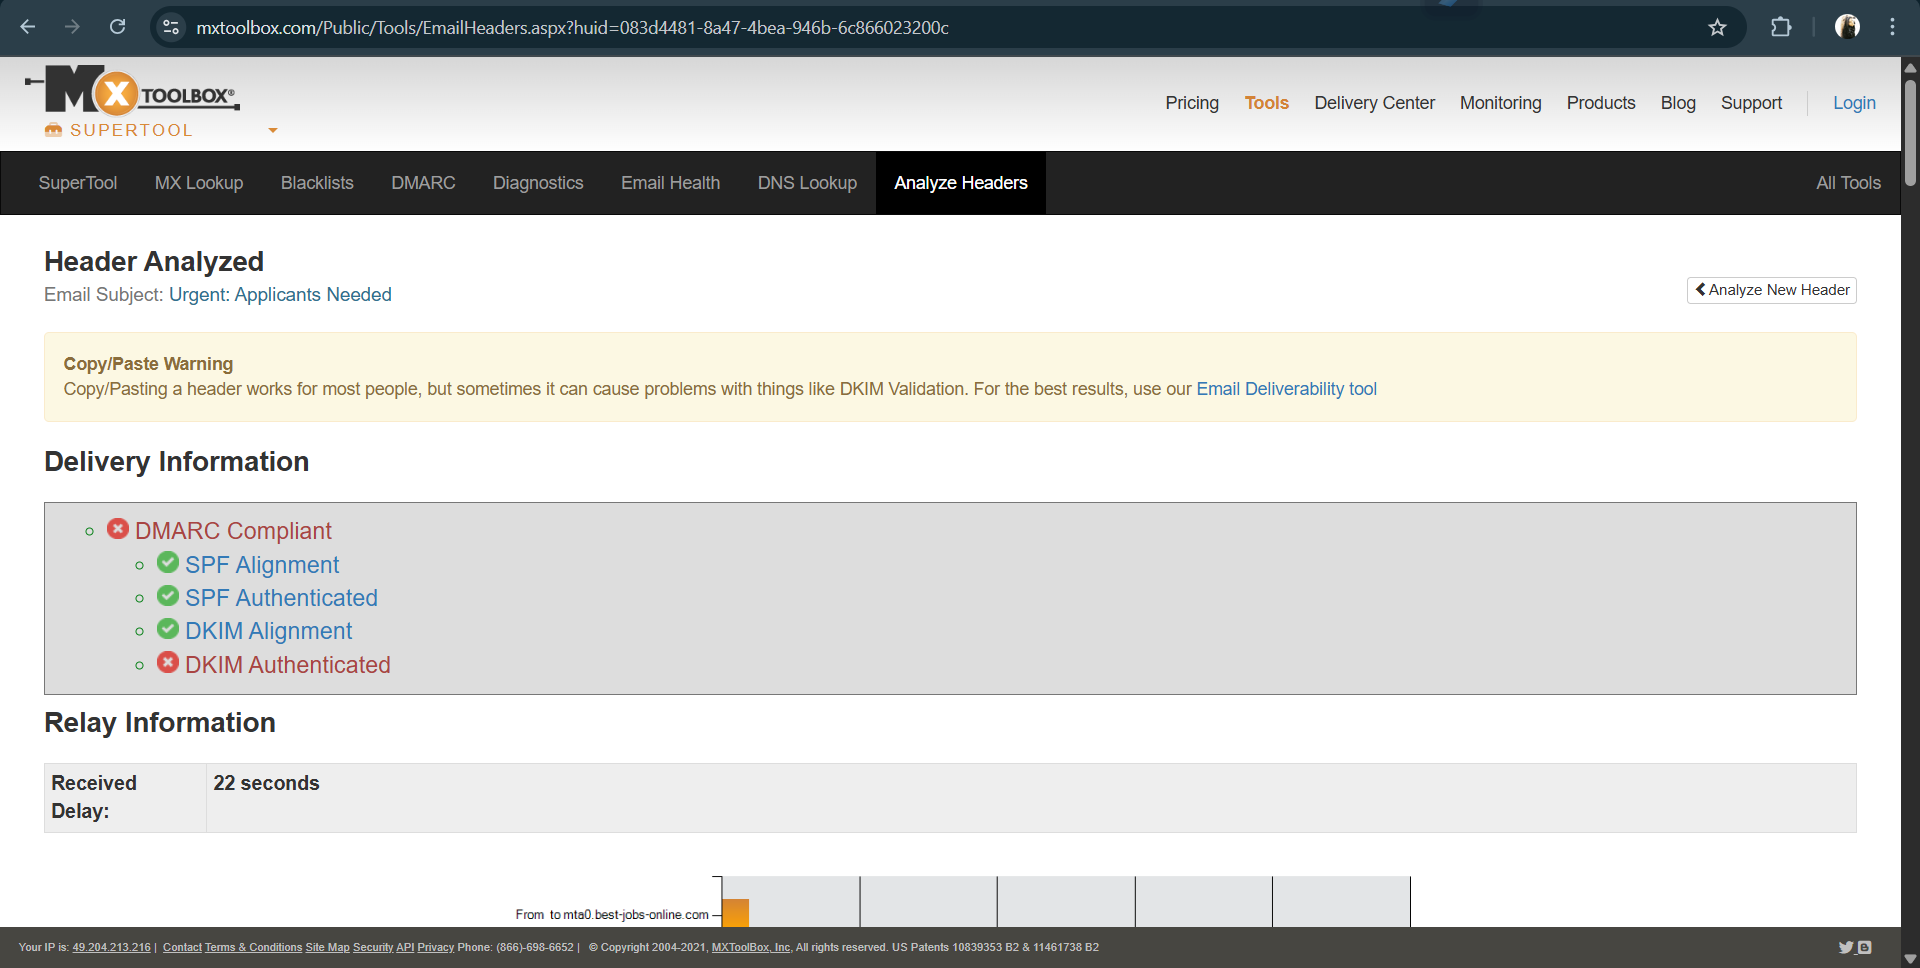 mxtoolbox.com/Public/Tools/EmailHeaders.aspx?huid=083d4481-8a47-4bea-946b-6c866023200c
MX TOOLBOX®
SUPERTOOL
Pricing Tools Delivery Center Monitoring Products Blog Support Login
SuperTool MX Lookup Blacklists DMARC Diagnostics Email Health DNS Lookup Analyze Headers All Tools
Header Analyzed
Email Subject: Urgent: Applicants Needed
Analyze New Header
Copy/Paste Warning
Copy/Pasting a header works for most people, but sometimes it can cause problems with things like DKIM Validation. For the best results, use our Email Deliverability tool
Delivery Information
DMARC Compliant
SPF Alignment
SPF Authenticated
DKIM Alignment
DKIM Authenticated
Relay Information
Received 22 seconds
Delay:
From to mta0.best-jobs-online.com
Your IP is: 49.204.213.216 | Contact Terms & Conditions Site Map Security API Privacy Phone: (866)-698-6652 | © Copyright 2004-2021, MXToolBox, Inc, All rights reserved. US Patents 10839353 B2 & 11461738 B2